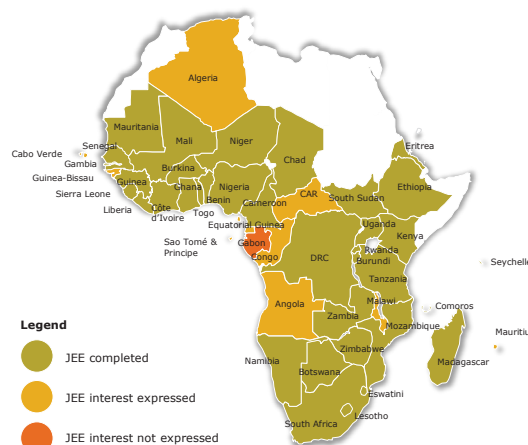 Algeria
Mauritania
Mali
Niger
Chad
Eritrea
Cabo Verde
Senegal
Gambia
Guinea-Bissau
Guinea
Sierra Leone
Liberia
Côte
d'Ivoire
Burkina
Ghana
Togo
Benin
Nigeria
Cameroon
CAR
South Sudan
Ethiopia
Equatorial Guinea
Sao Tomé &
Principe
Gabon
Congo
DRC
Uganda
Kenya
Rwanda
Burundi
Tanzania
Seychelle
Angola
Zambia
Malawi
Comoros
Mozambique
Mauritiu
Madagascar
Zimbabwe
Namibia
Botswana
Eswatini
Lesotho
South Africa
Legend
JEE completed
JEE interest expressed
JEE interest not expressed